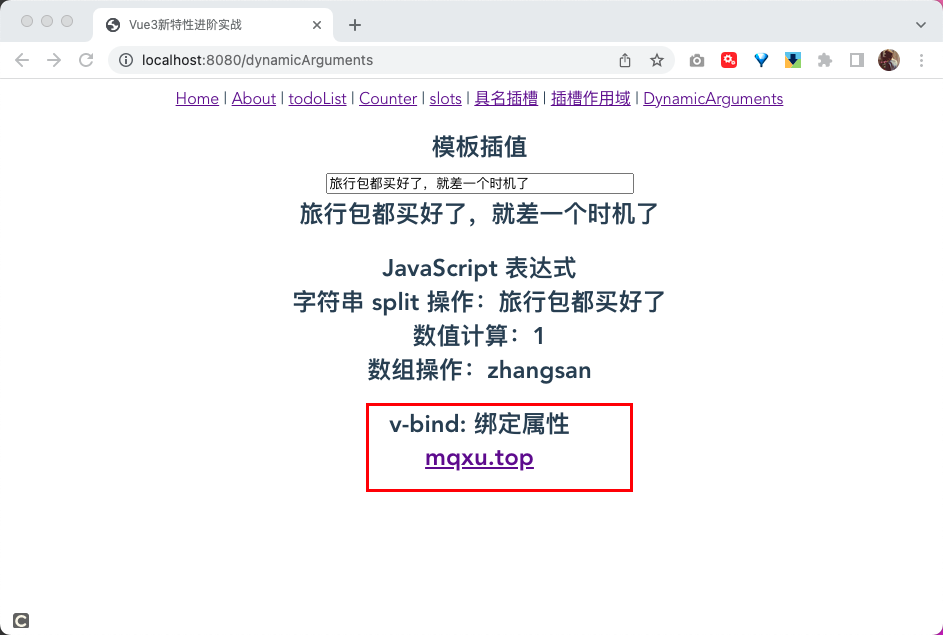 Vue3新特性进阶实战
localhost:8080/dynamicArguments
Home | About | todoList | Counter | slots | 具名插槽 | 插槽作用域 | DynamicArguments
模板插值
旅行包都买好了，就差一个时机了
旅行包都买好了，就差一个时机了
JavaScript 表达式
字符串 split 操作：旅行包都买好了
数值计算：1
数组操作：zhangsan
v-bind: 绑定属性
mqxu.top